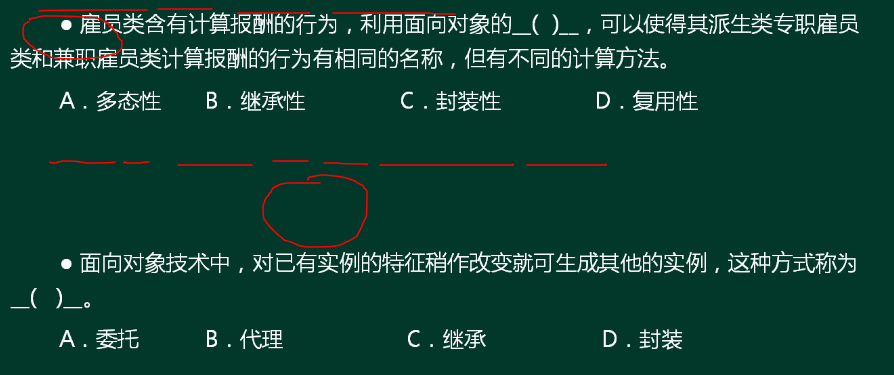 ● 雇员类含有计算报酬的行为，利用面向对象的__( )__，可以使得其派生类专职雇员
类和兼职雇员类计算报酬的行为有相同的名称，但有不同的计算方法。
A．多态性 B．继承性 C．封装性 D．复用性
● 面向对象技术中，对已有实例的特征稍作改变就可生成其他的实例，这种方式称为
__( )__。
A．委托 B．代理 C．继承 D．封装